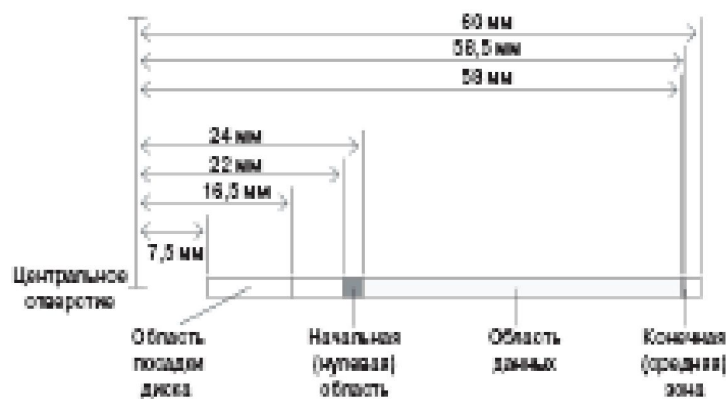 60 мм
58,5 мм
58 мм
24 мм
22 мм
16,5 мм
7,5 мм
Центральное
отверстие
Область
посадки
диска
Начальная
(нулевая)
область
Область
данных
Конечная
(средняя)
зона